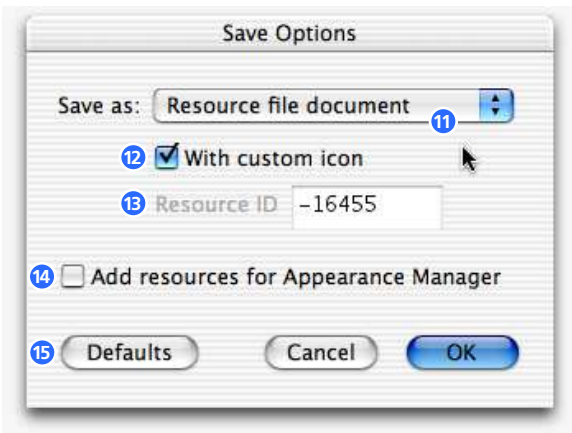 Save Options
Save as: Resource file document
11
12 With custom icon
13 Resource ID -16455
14 Add resources for Appearance Manager
15 Defaults Cancel OK